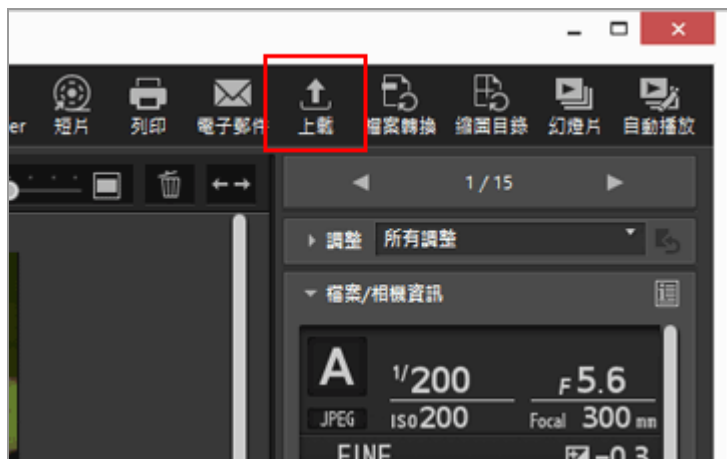 er 短片 列印 電子郵件 上載 檔案轉換 縮圖目錄 幻燈片 自動播放
1 / 15
調整 所有調整
檔案/相機資訊
A 1/200 F5.6
JPEG ISO200 Focal 300 mm
FINE -0.3